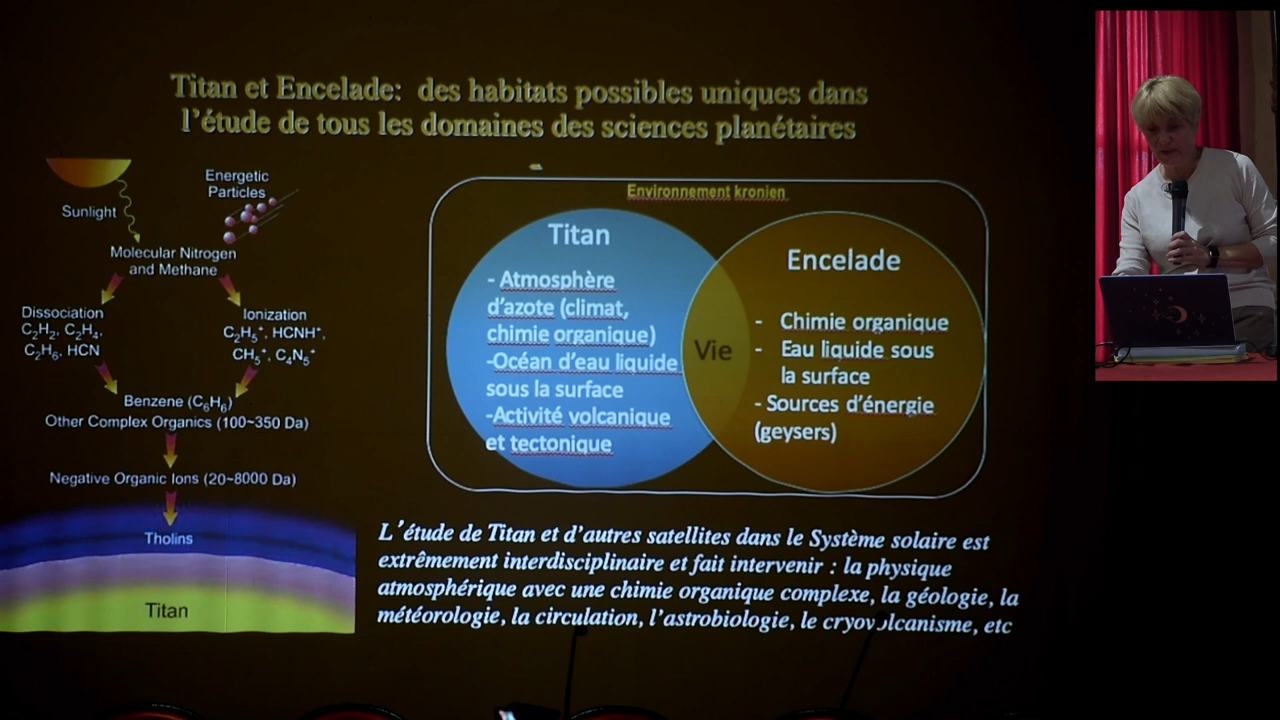 Titan et Encelade: des habitats possibles uniques dans
l'étude de tous les domaines des sciences planétaires
Sunlight
Energetic
Particles
Molecular Nitrogen
and Methane
Dissociation
C₂H₂, C₂H₄,
C₂H₆, HCN
Ionization
C₂H₅⁺, HCNH⁺,
CH₅⁺, C₄N₅⁺
Benzene (C₆H₆)
Other Complex Organics (100~350 Da)
Negative Organic Ions (20~8000 Da)
Tholins
Titan
Environnement kronien
Titan
- Atmosphère
d'azote (climat,
chimie organique)
-Océan d'eau liquide
sous la surface
-Activité volcanique
et tectonique
Vie
Encelade
- Chimie organique
- Eau liquide sous
la surface
- Sources d'énergie
(geysers)
L'étude de Titan et d'autres satellites dans le Système solaire est
extrêmement interdisciplinaire et fait intervenir : la physique
atmosphérique avec une chimie organique complexe, la géologie, la
météorologie, la circulation, l'astrobiologie, le cryovolcanisme, etc